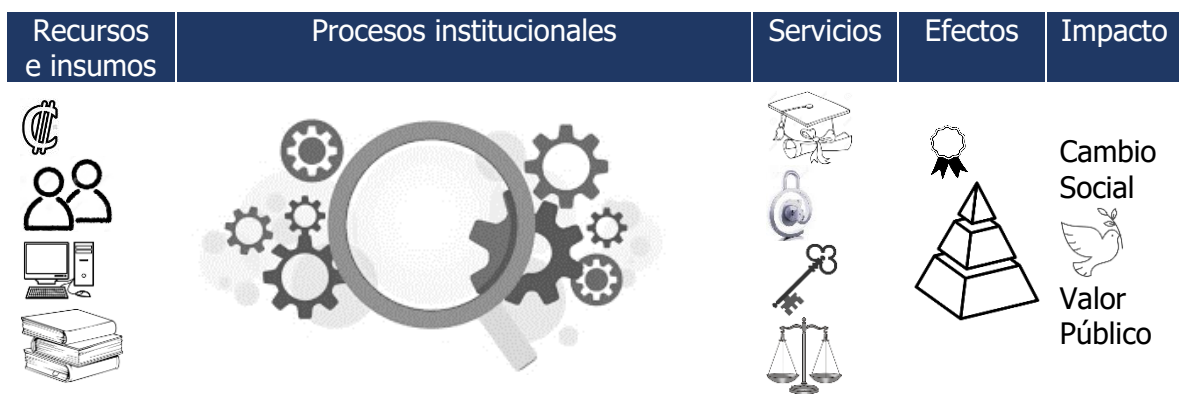 Recursos
e insumos
Procesos institucionales
Servicios
Efectos
Impacto
₡
Cambio
Social
Valor
Público